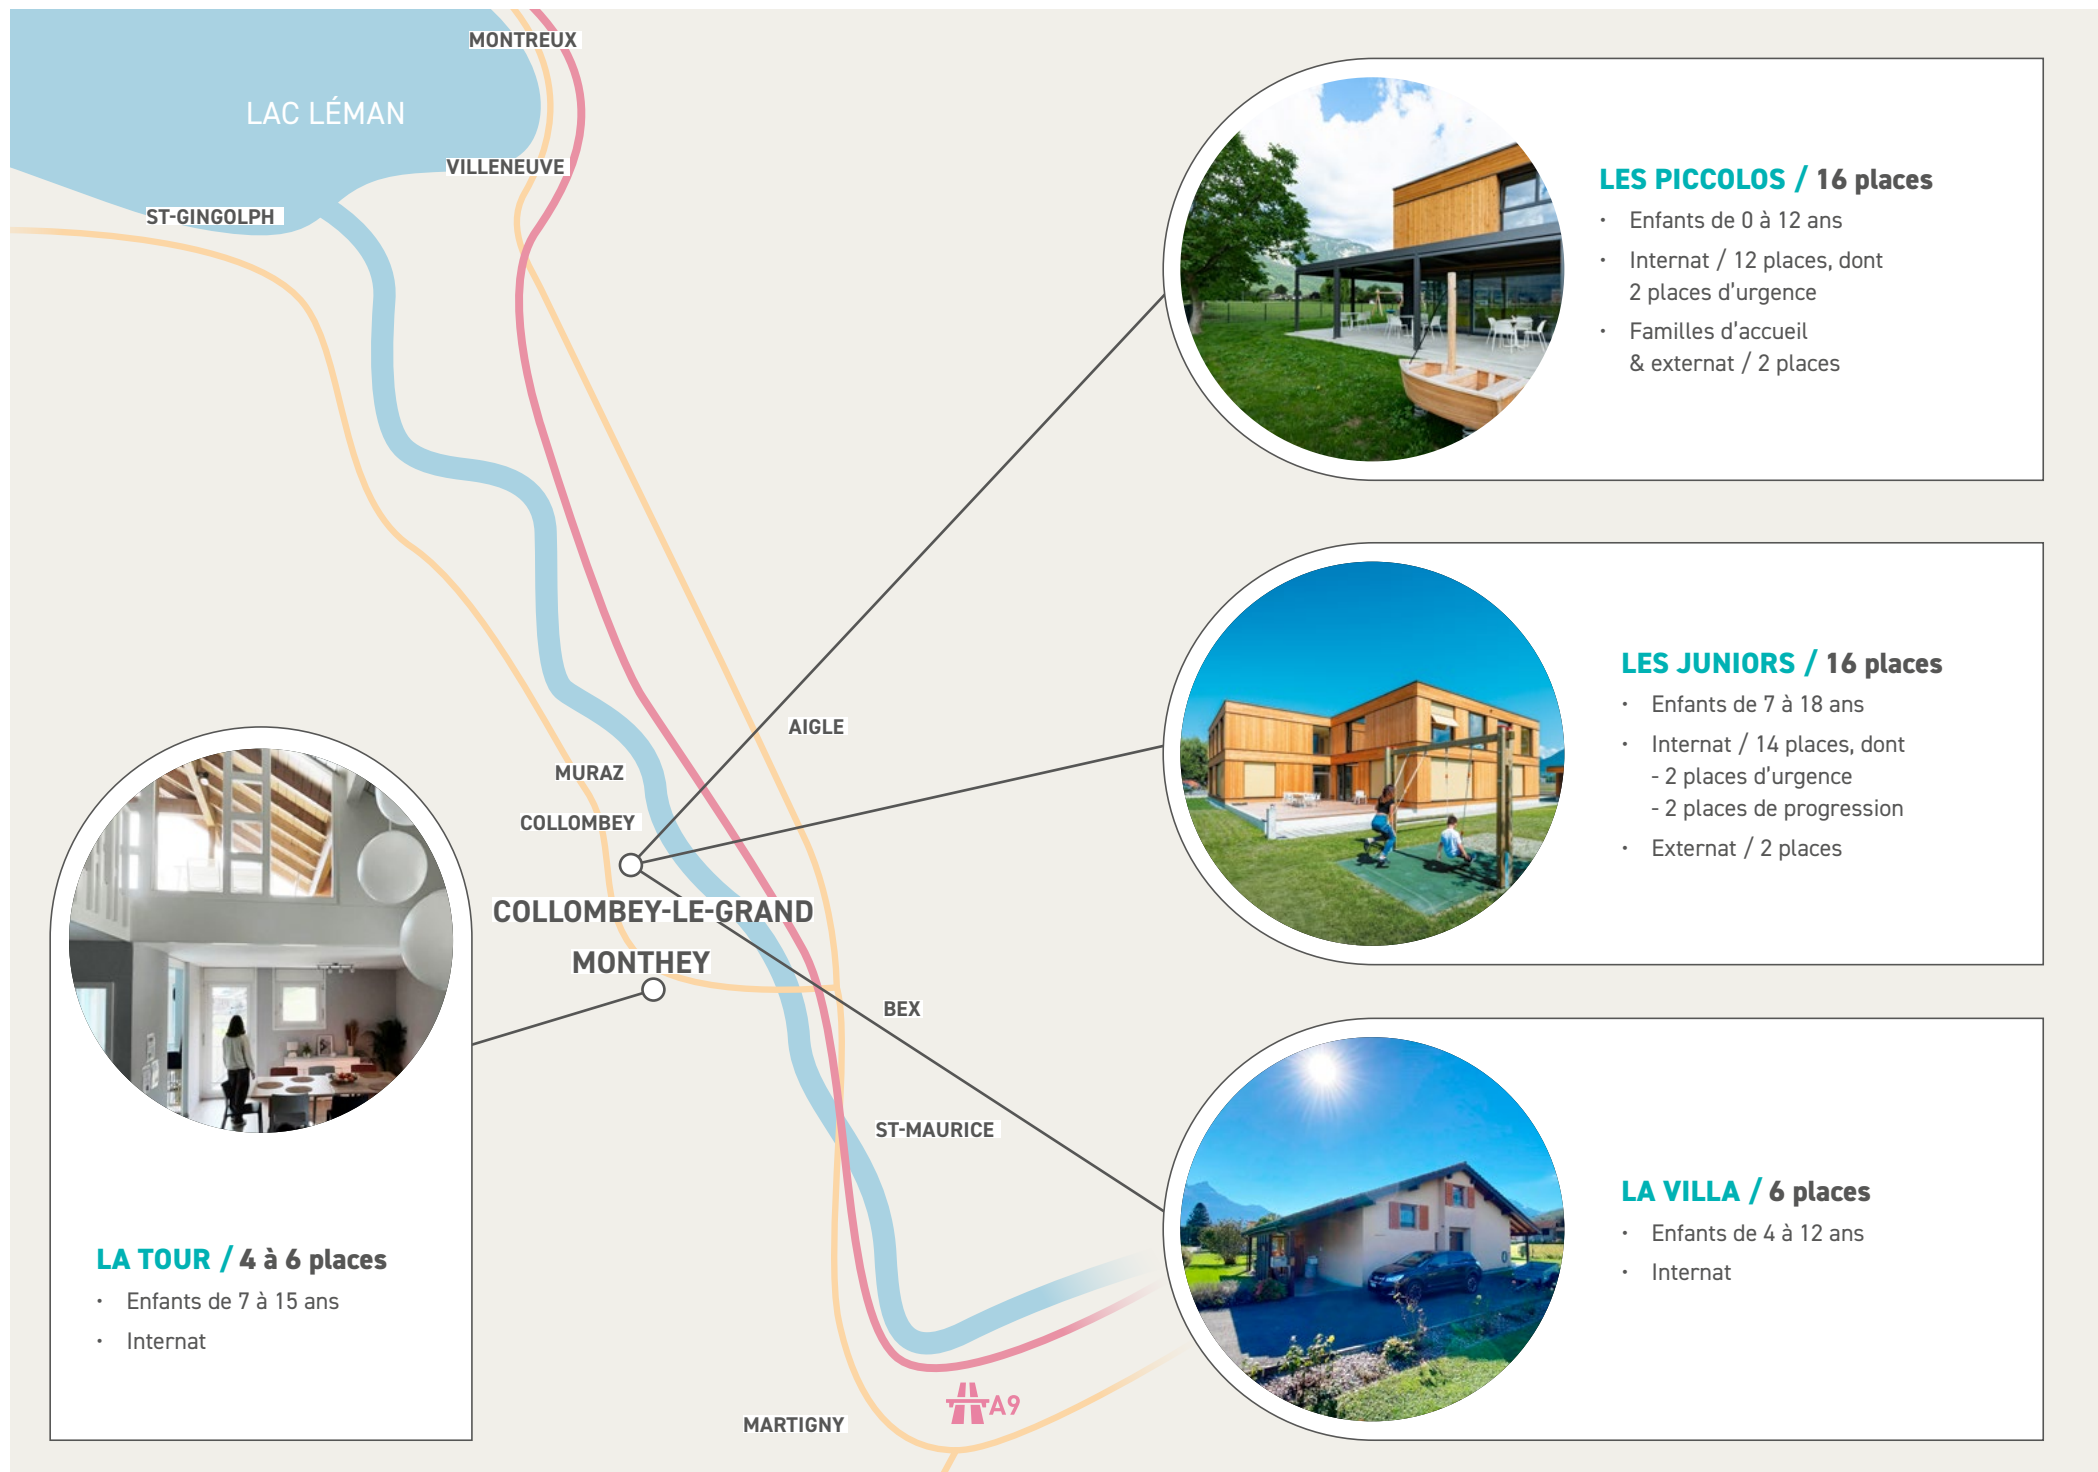 MONTREUX
LAC LÉMAN
VILLENEUVE
ST-GINGOLPH
AIGLE
MURAZ
COLLOMBEY
COLLOMBEY-LE-GRAND
MONTHEY
BEX
ST-MAURICE
A9
MARTIGNY
LES PICCOLOS / 16 places
• Enfants de 0 à 12 ans
• Internat / 12 places, dont
2 places d'urgence
• Familles d'accueil
& externat / 2 places
LES JUNIORS / 16 places
• Enfants de 7 à 18 ans
• Internat / 14 places, dont
- 2 places d'urgence
- 2 places de progression
• Externat / 2 places
LA VILLA / 6 places
• Enfants de 4 à 12 ans
• Internat
LA TOUR / 4 à 6 places
• Enfants de 7 à 15 ans
• Internat